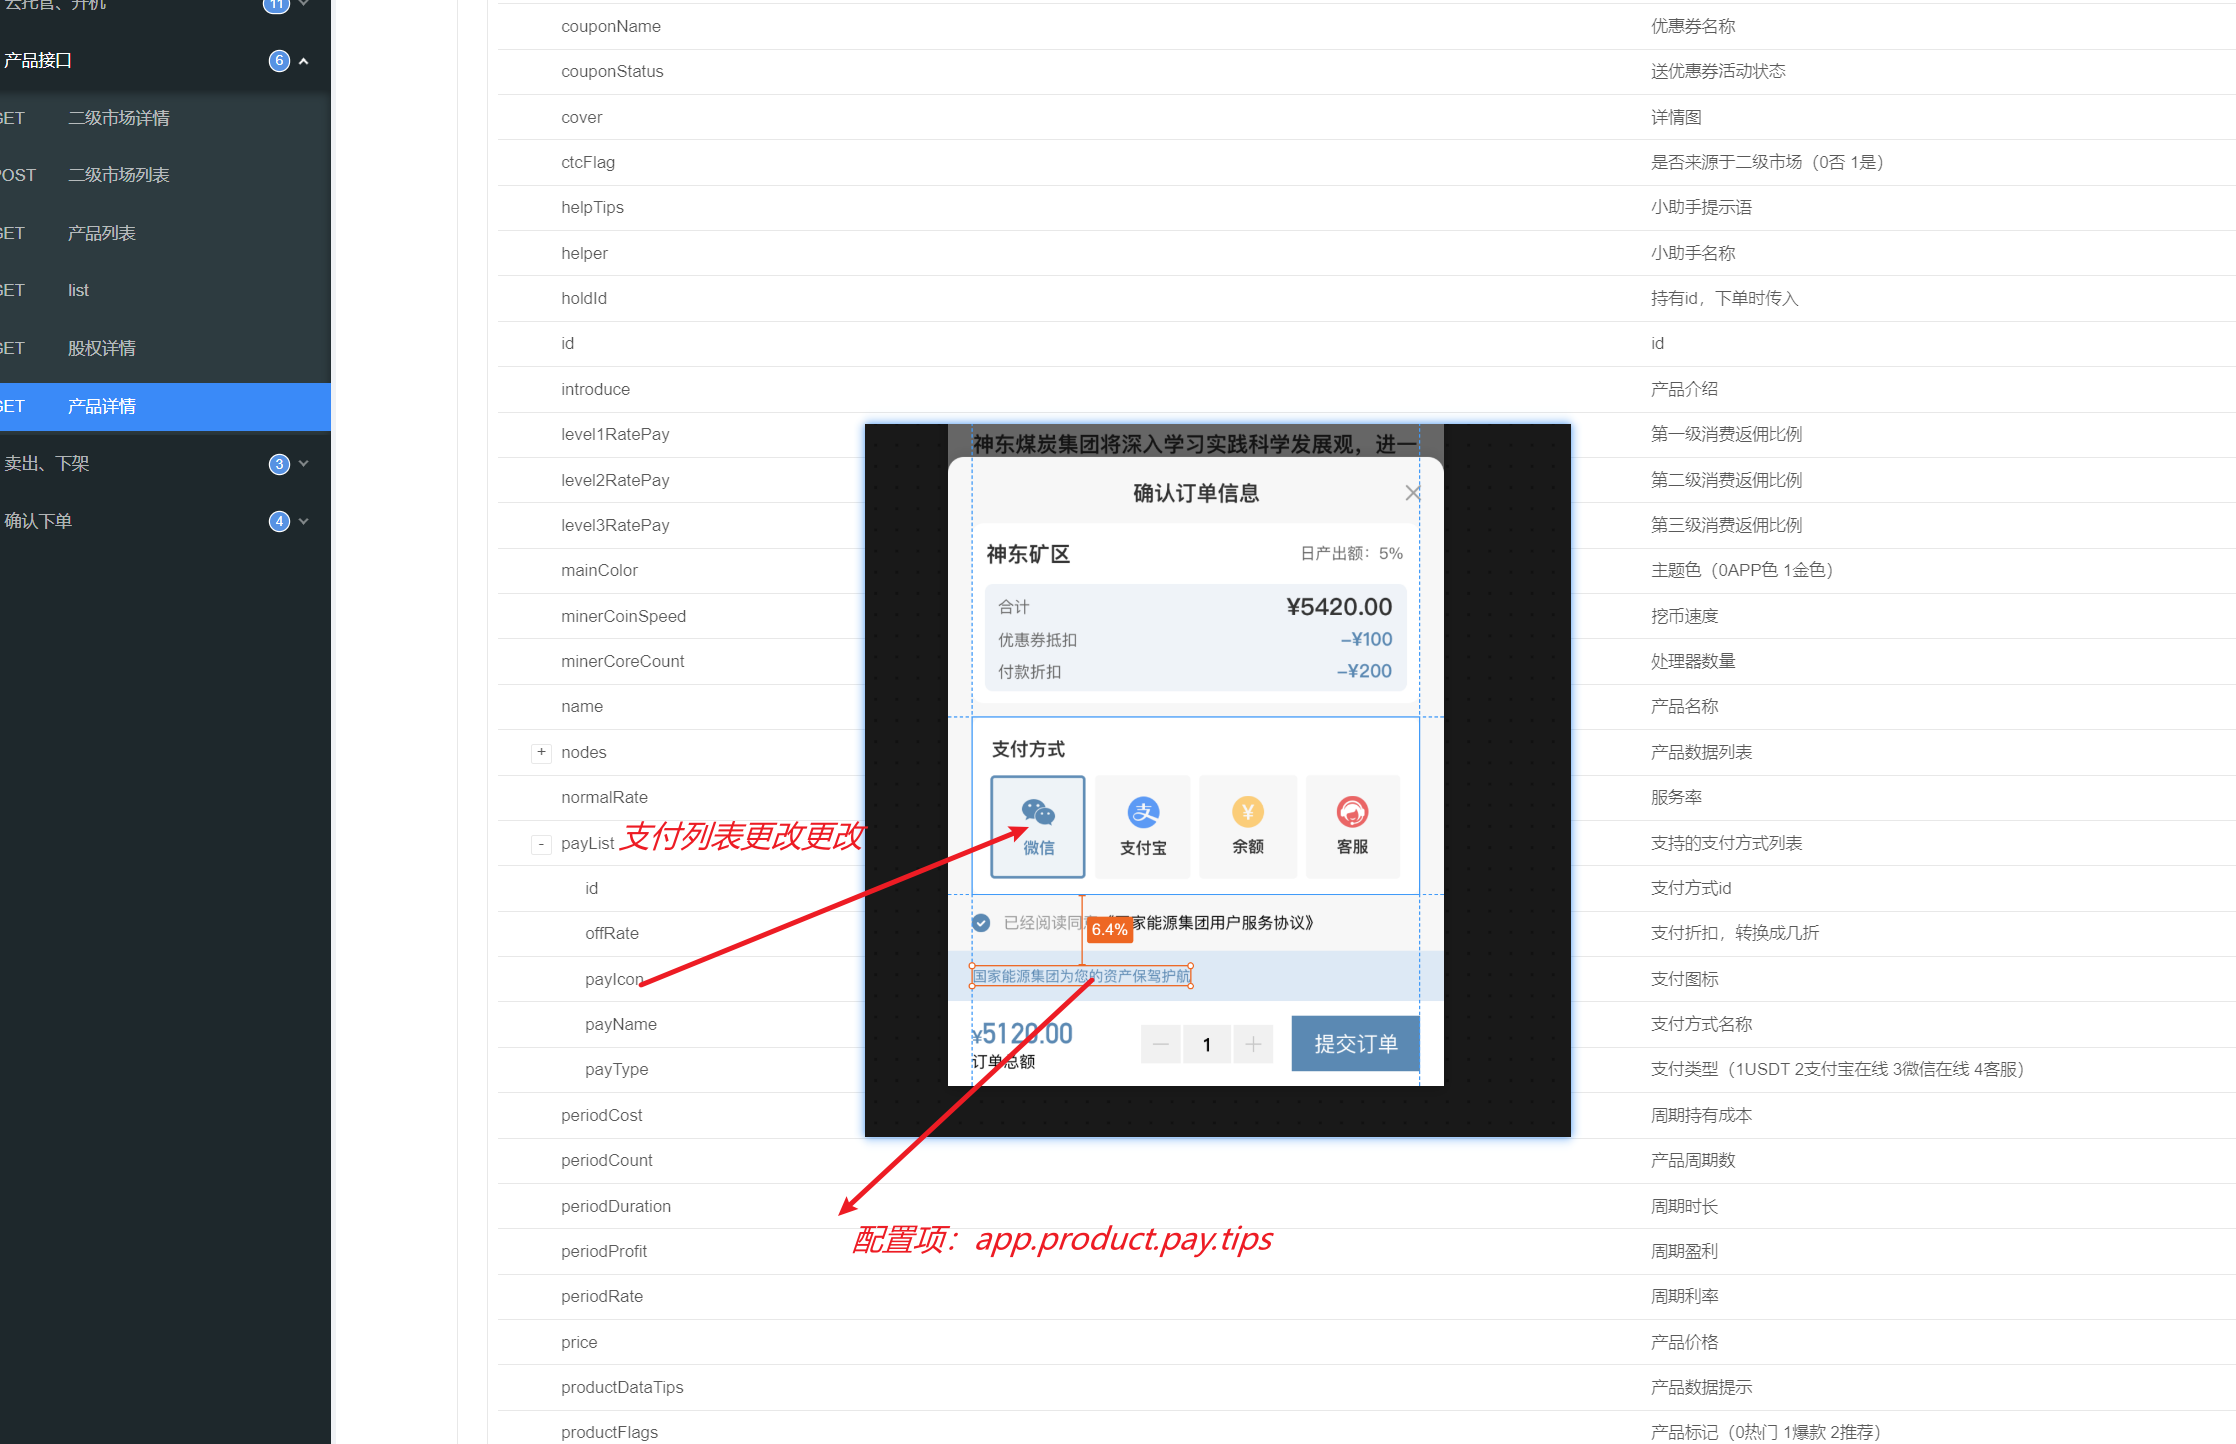 云托管、开机 11
产品接口 6
GET 二级市场详情
POST 二级市场列表
GET 产品列表
GET list
GET 股权详情
GET 产品详情
卖出、下架 3
确认下单 4
couponName 优惠券名称
couponStatus 送优惠券活动状态
cover 详情图
ctcFlag 是否来源于二级市场（0否 1是）
helpTips 小助手提示语
helper 小助手名称
holdId 持有id，下单时传入
id id
introduce 产品介绍
level1RatePay 第一级消费返佣比例
level2RatePay 第二级消费返佣比例
level3RatePay 第三级消费返佣比例
mainColor 主题色（0APP色 1金色）
minerCoinSpeed 挖币速度
minerCoreCount 处理器数量
name 产品名称
+ nodes 产品数据列表
normalRate 服务率
- payList 支付列表更改更改 支持的支付方式列表
id 支付方式id
offRate 支付折扣，转换成几折
payIcon 支付图标
payName 支付方式名称
payType 支付类型（1USDT 2支付宝在线 3微信在线 4客服）
periodCost 周期持有成本
periodCount 产品周期数
periodDuration 周期时长
periodProfit 周期盈利
periodRate 周期利率
price 产品价格
productDataTips 产品数据提示
productFlags 产品标记（0热门 1爆款 2推荐）
神东煤炭集团将深入学习实践科学发展观，进一
确认订单信息
神东矿区 日产出额：5%
合计 ¥5420.00
优惠券抵扣 -¥100
付款折扣 -¥200
支付方式
微信 支付宝 余额 客服
已经阅读同意《国家能源集团用户服务协议》
6.4%
国家能源集团为您的资产保驾护航
¥5120.00
订单总额
1
提交订单
配置项：app.product.pay.tips